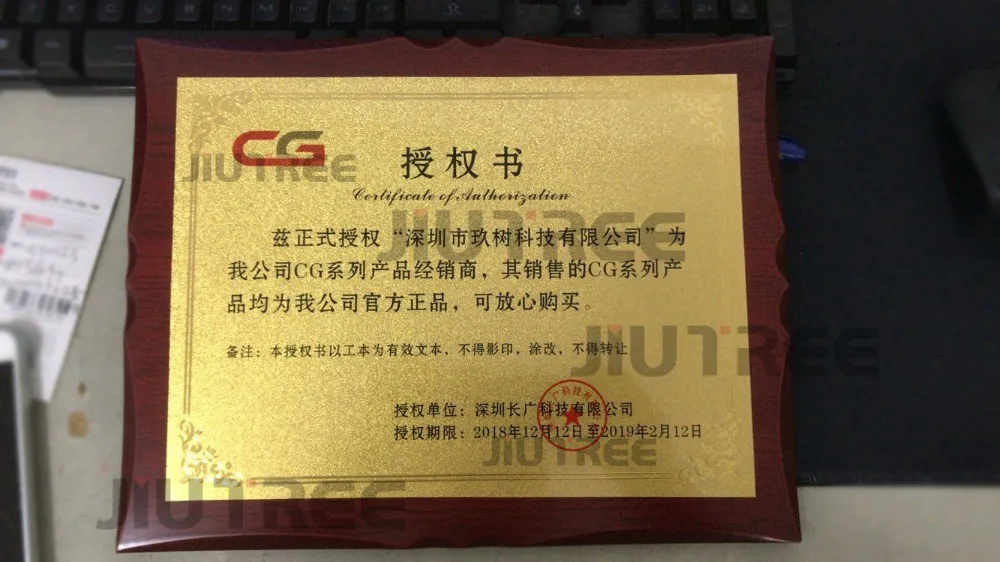 CG
JIUTREE
授权书
Certificate of Authorization
JIUTREE
兹正式授权“深圳市玖树科技有限公司”为
我公司CG系列产品经销商，其销售的CG系列产
品均为我公司官方正品，可放心购买。
JIUTREE
备注：本授权书以工本为有效文本，不得影印，涂改，不得转让
授权单位：深圳长广科技有限公司
授权期限：2018年12月12日至2019年2月12日
JIUTREE
JIUTREE